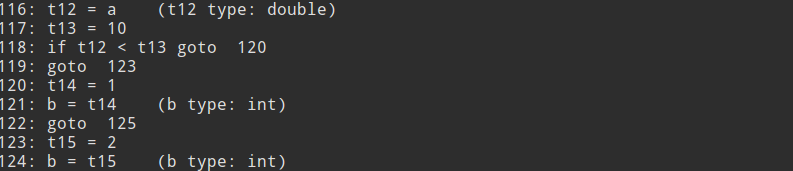 116: t12 = a    (t12 type: double)
117: t13 = 10
118: if t12 < t13 goto  120
119: goto  123
120: t14 = 1
121: b = t14    (b type: int)
122: goto  125
123: t15 = 2
124: b = t15    (b type: int)